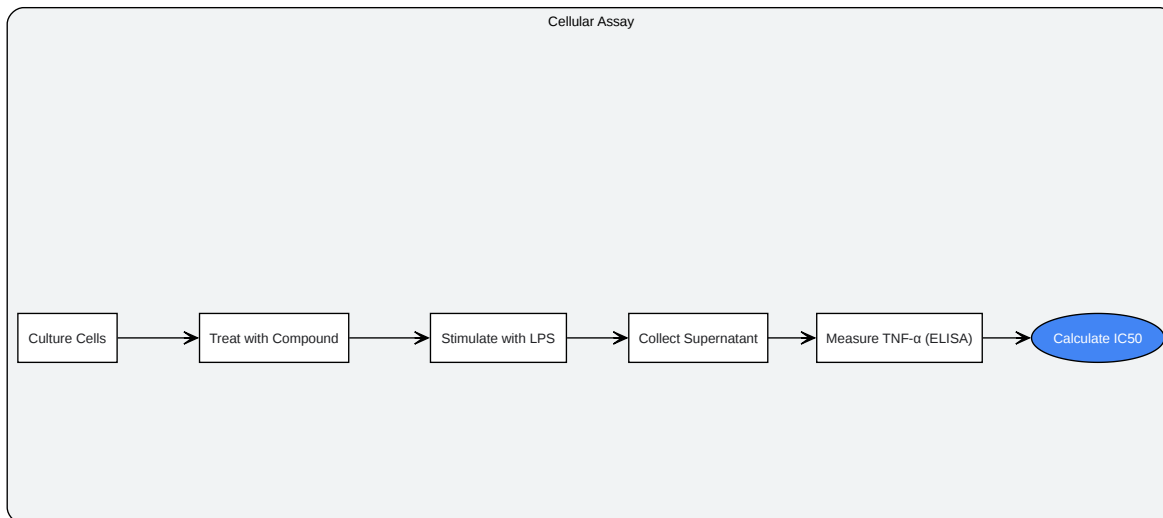 Cellular Assay
Culture Cells
Treat with Compound
Stimulate with LPS
Collect Supernatant
Measure TNF-α (ELISA)
Calculate IC50